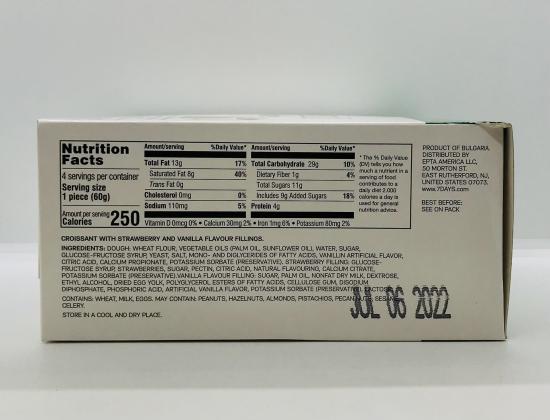 Nutrition
Facts
4 servings per container
Serving size
1 piece (60g)
Amount per serving
Calories 250
Amount/serving %Daily Value*
Total Fat 13g 17%
Saturated Fat 8g 40%
Trans Fat 0g
Cholesterol 0mg 0%
Sodium 110mg 5%
Amount/serving %Daily Value*
Total Carbohydrate 29g 10%
Dietary Fiber 1g 4%
Total Sugars 11g
Includes 9g Added Sugars 18%
Protein 4g
Vitamin D 0mcg 0% • Calcium 30mg 2% • Iron 1mg 6% • Potassium 80mg 2%
* The % Daily Value
(DV) tells you how
much a nutrient in a
serving of food
contributes to a
daily diet 2,000
calories a day is
used for general
nutrition advice.
PRODUCT OF BULGARIA.
DISTRIBUTED BY
EPTA AMERICA LLC,
50 MORTON ST.
EAST RUTHERFORD, NJ,
UNITED STATES 07073.
www.7DAYS.com
BEST BEFORE:
SEE ON PACK
CROISSANT WITH STRAWBERRY AND VANILLA FLAVOUR FILLINGS.
INGREDIENTS: DOUGH: WHEAT FLOUR, VEGETABLE OILS (PALM OIL, SUNFLOWER OIL), WATER, SUGAR,
GLUCOSE-FRUCTOSE SYRUP, YEAST, SALT, MONO- AND DIGLYCERIDES OF FATTY ACIDS, VANILLIN ARTIFICIAL FLAVOR,
CITRIC ACID, CALCIUM PROPIONATE, POTASSIUM SORBATE (PRESERVATIVE). STRAWBERRY FILLING: GLUCOSE-
FRUCTOSE SYRUP, STRAWBERRIES, SUGAR, PECTIN, CITRIC ACID, NATURAL FLAVOURING, CALCIUM CITRATE,
POTASSIUM SORBATE (PRESERVATIVE).VANILLA FLAVOUR FILLING: SUGAR, PALM OIL, NONFAT DRY MILK, DEXTROSE,
ETHYL ALCOHOL, DRIED EGG YOLK, POLYGLYCEROL ESTERS OF FATTY ACIDS, CELLULOSE GUM, DISODIUM
DIPHOSPHATE, PHOSPHORIC ACID, ARTIFICIAL VANILLA FLAVOR, POTASSIUM SORBATE (PRESERVATIVE), LACTOSE.
CONTAINS: WHEAT, MILK, EGGS. MAY CONTAIN: PEANUTS, HAZELNUTS, ALMONDS, PISTACHIOS, PECAN NUTS, SESAME,
CELERY.
JUL 06 2022
STORE IN A COOL AND DRY PLACE.